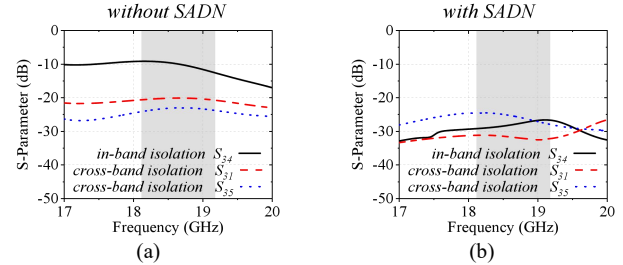 without SADN
0
-10
-20
-30
-40
-50
S-Parameter (dB)
in-band isolation S34
cross-band isolation S31
cross-band isolation S35
17 18 19 20
Frequency (GHz)
(a)
with SADN
0
-10
-20
-30
-40
-50
S-Parameter (dB)
in-band isolation S34
cross-band isolation S31
cross-band isolation S35
17 18 19 20
Frequency (GHz)
(b)